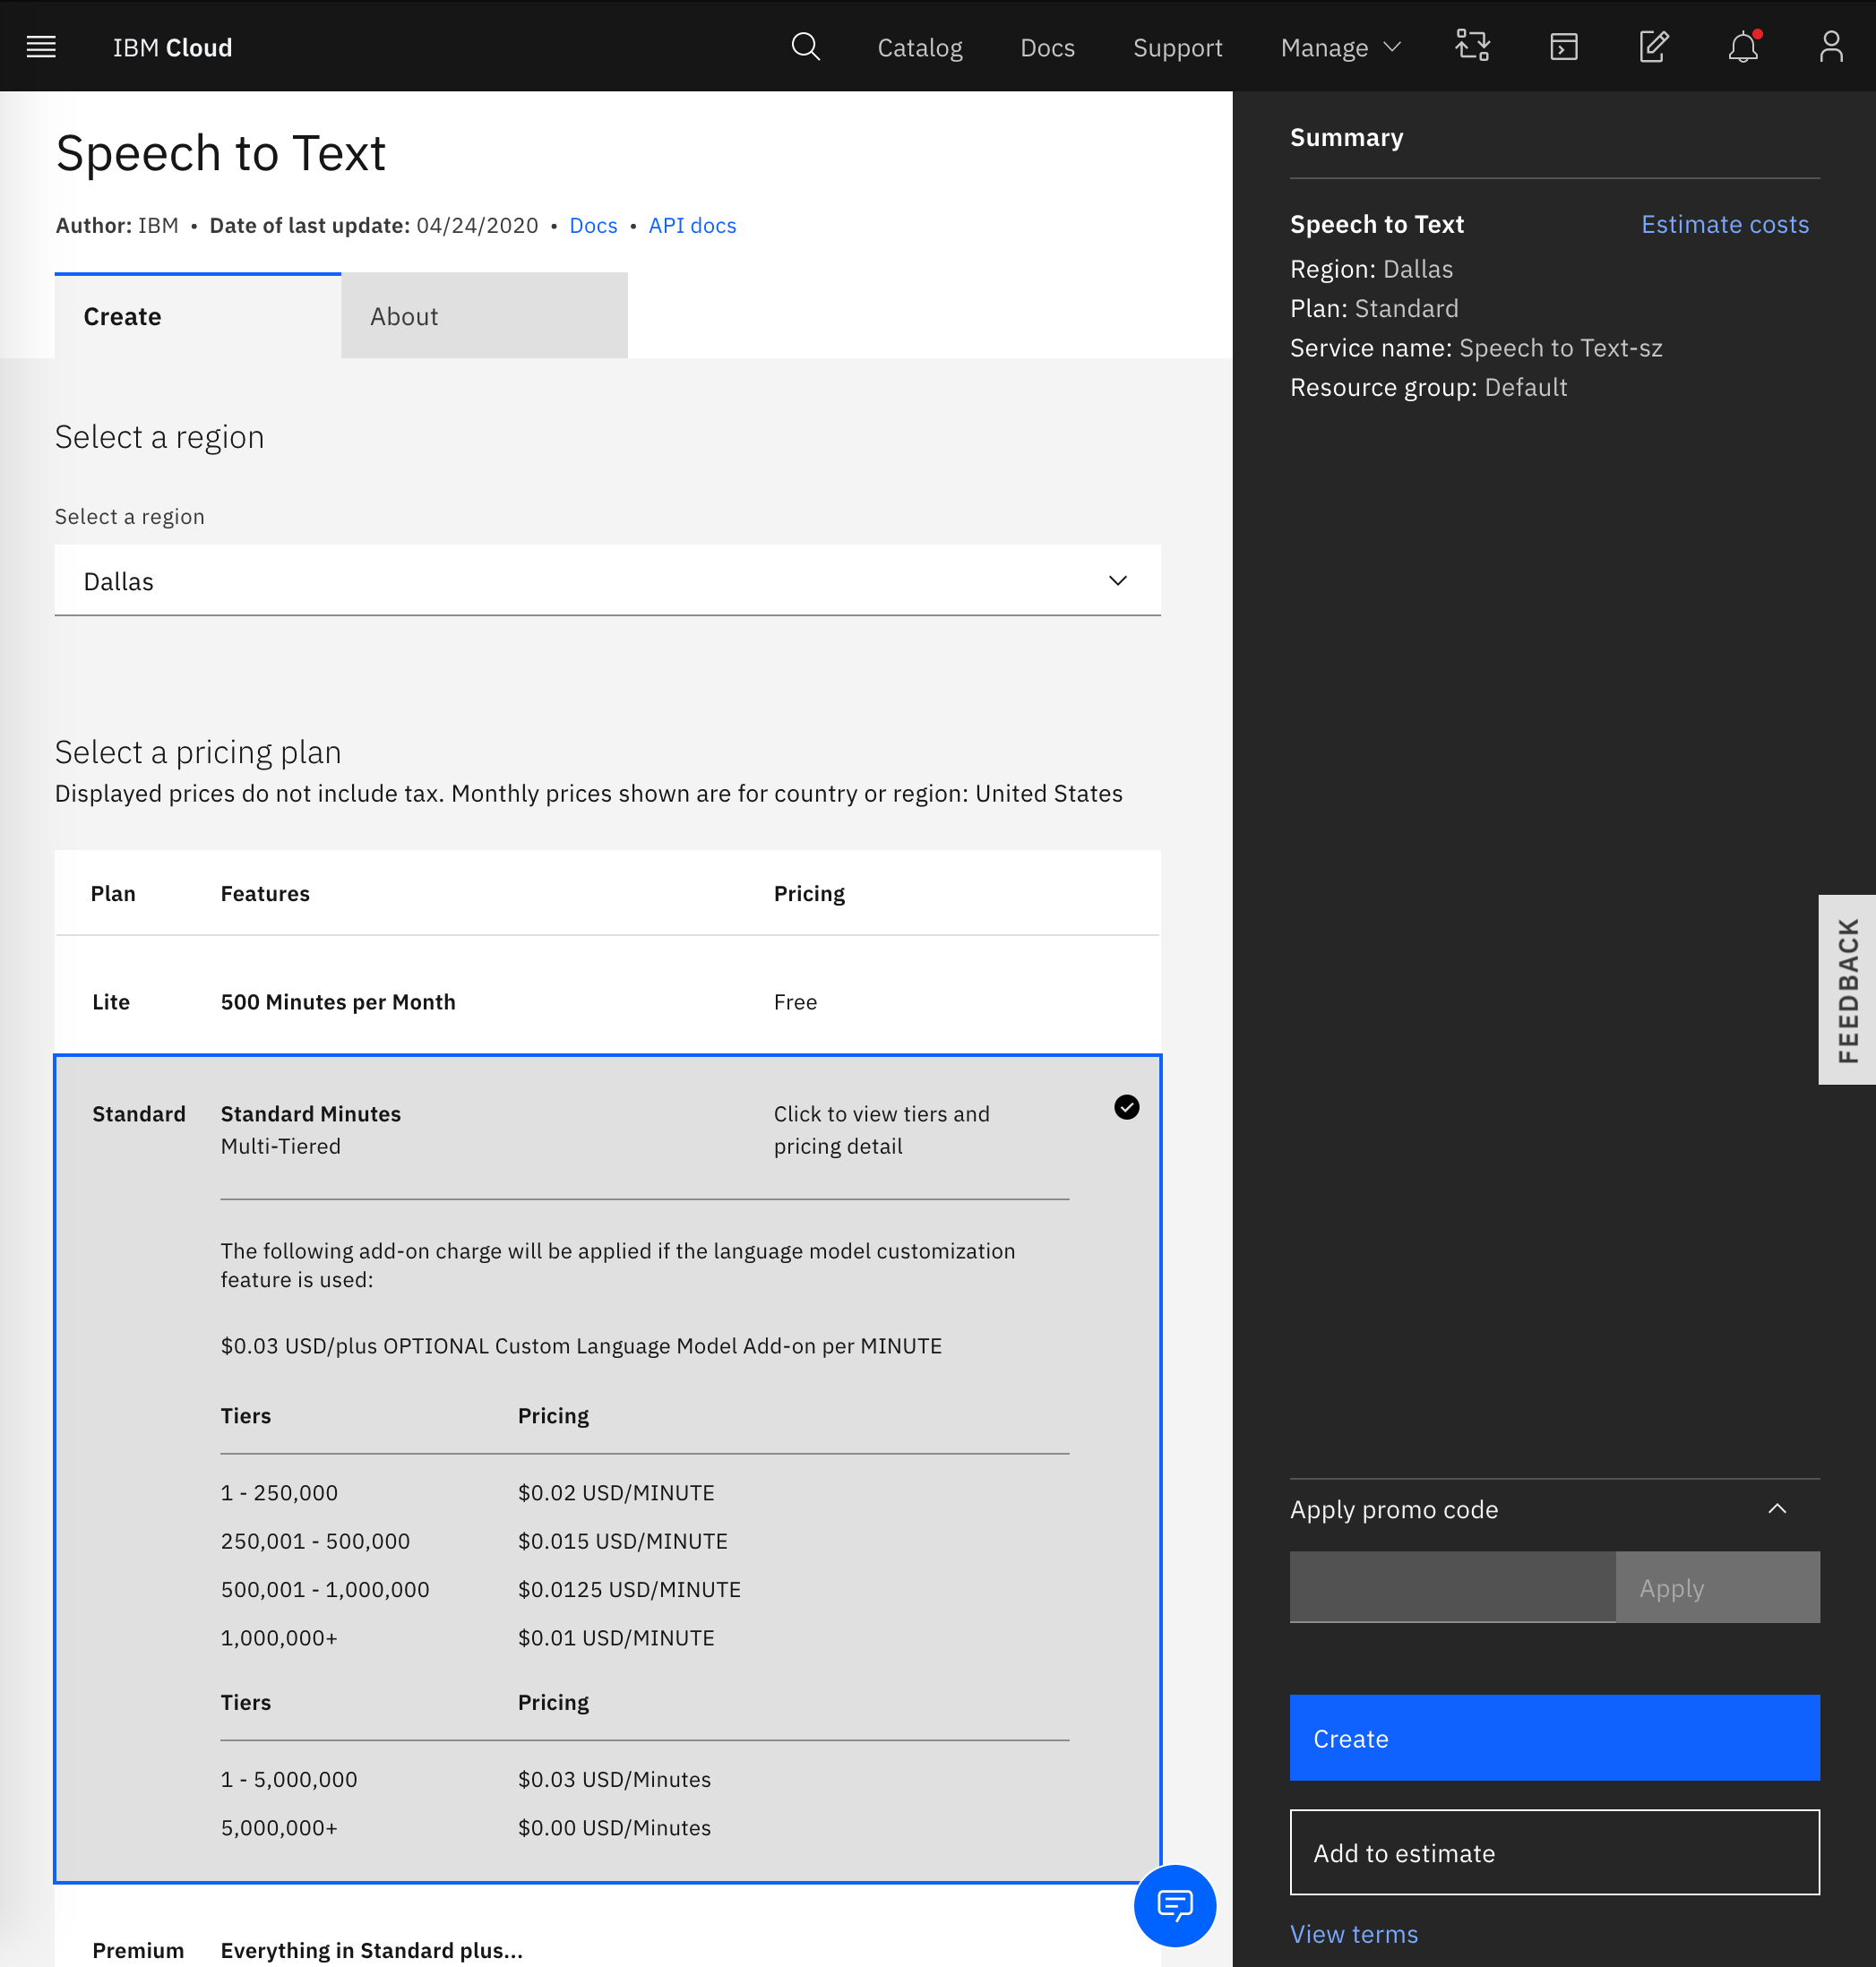 IBM Cloud
Catalog
Docs
Support
Manage
Speech to Text
Author: IBM • Date of last update: 04/24/2020 • Docs • API docs
Create
About
Select a region
Select a region
Dallas
Select a pricing plan
Displayed prices do not include tax. Monthly prices shown are for country or region: United States
Plan Features Pricing
Lite 500 Minutes per Month Free
Standard Standard Minutes Click to view tiers and
Multi-Tiered pricing detail
The following add-on charge will be applied if the language model customization
feature is used:
$0.03 USD/plus OPTIONAL Custom Language Model Add-on per MINUTE
Tiers Pricing
1 - 250,000 $0.02 USD/MINUTE
250,001 - 500,000 $0.015 USD/MINUTE
500,001 - 1,000,000 $0.0125 USD/MINUTE
1,000,000+ $0.01 USD/MINUTE
Tiers Pricing
1 - 5,000,000 $0.03 USD/Minutes
5,000,000+ $0.00 USD/Minutes
Premium Everything in Standard plus...
Summary
Speech to Text Estimate costs
Region: Dallas
Plan: Standard
Service name: Speech to Text-sz
Resource group: Default
FEEDBACK
Apply promo code
Apply
Create
Add to estimate
View terms